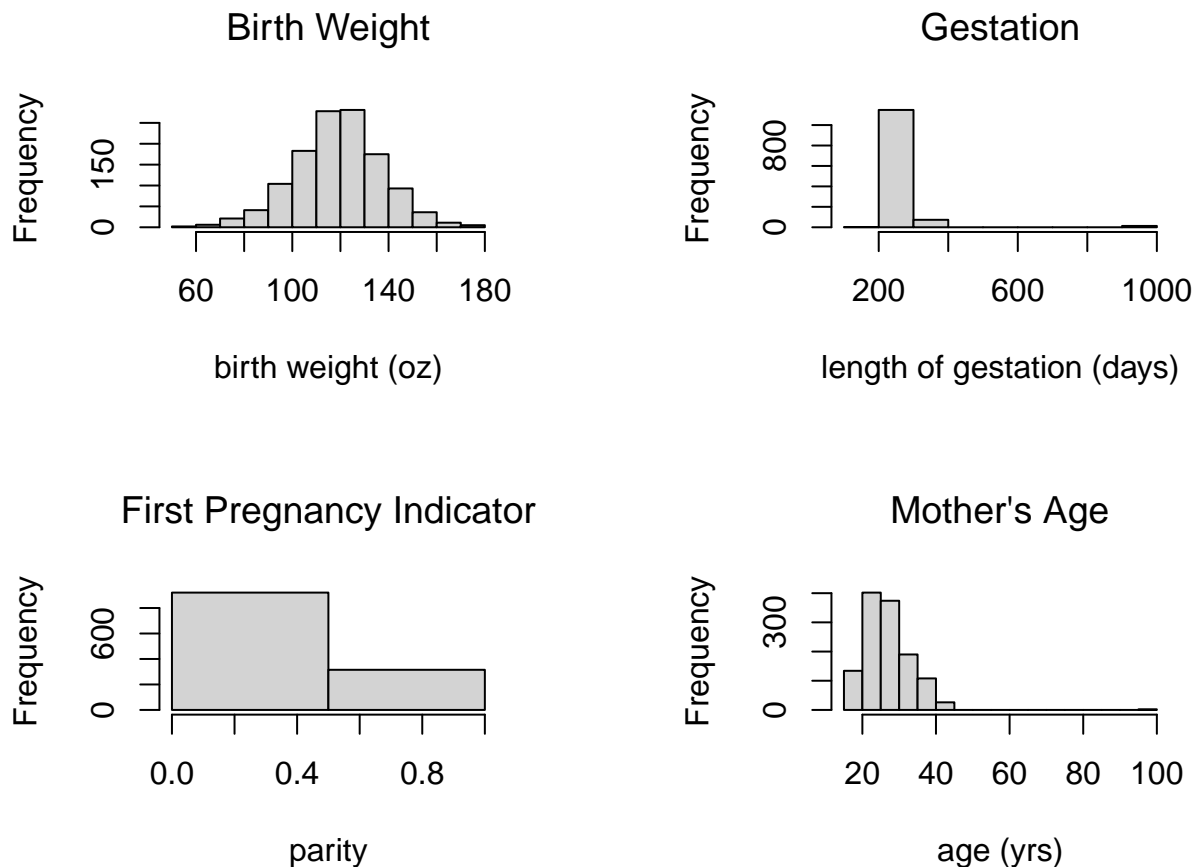 Birth Weight
Frequency
0 150
60 100 140 180
birth weight (oz)
Gestation
Frequency
0 800
200 600 1000
length of gestation (days)
First Pregnancy Indicator
Frequency
0 600
0.0 0.4 0.8
parity
Mother's Age
Frequency
0 300
20 40 60 80 100
age (yrs)